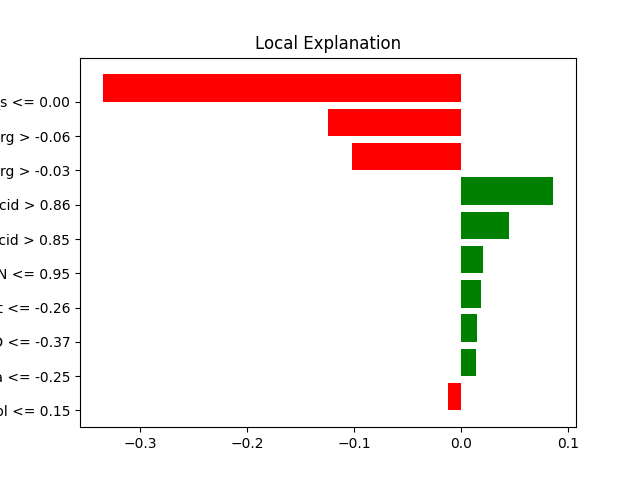 Local Explanation
s <= 0.00
rg > -0.06
rg > -0.03
cid > 0.86
cid > 0.85
N <= 0.95
t <= -0.26
<= -0.37
a <= -0.25
ol <= 0.15
−0.3 −0.2 −0.1 0.0 0.1